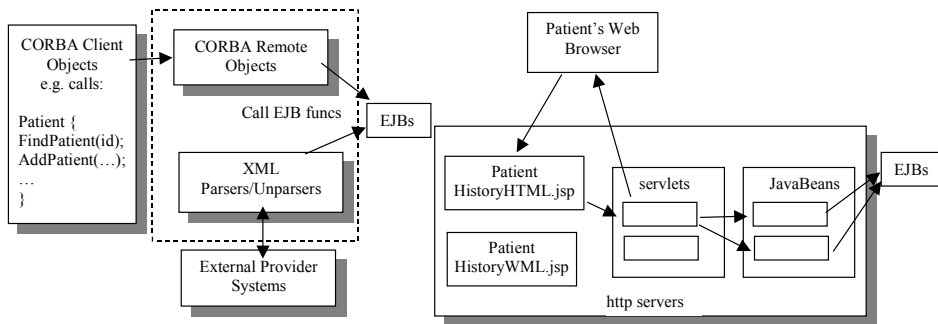 CORBA Client
Objects
e.g. calls:
Patient {
FindPatient(id);
AddPatient(…);
…
}
CORBA Remote
Objects
Call EJB funcs
XML
Parsers/Unparsers
External Provider
Systems
EJBs
Patient’s Web
Browser
Patient
HistoryHTML.jsp
Patient
HistoryWML.jsp
servlets
JavaBeans
http servers
EJBs